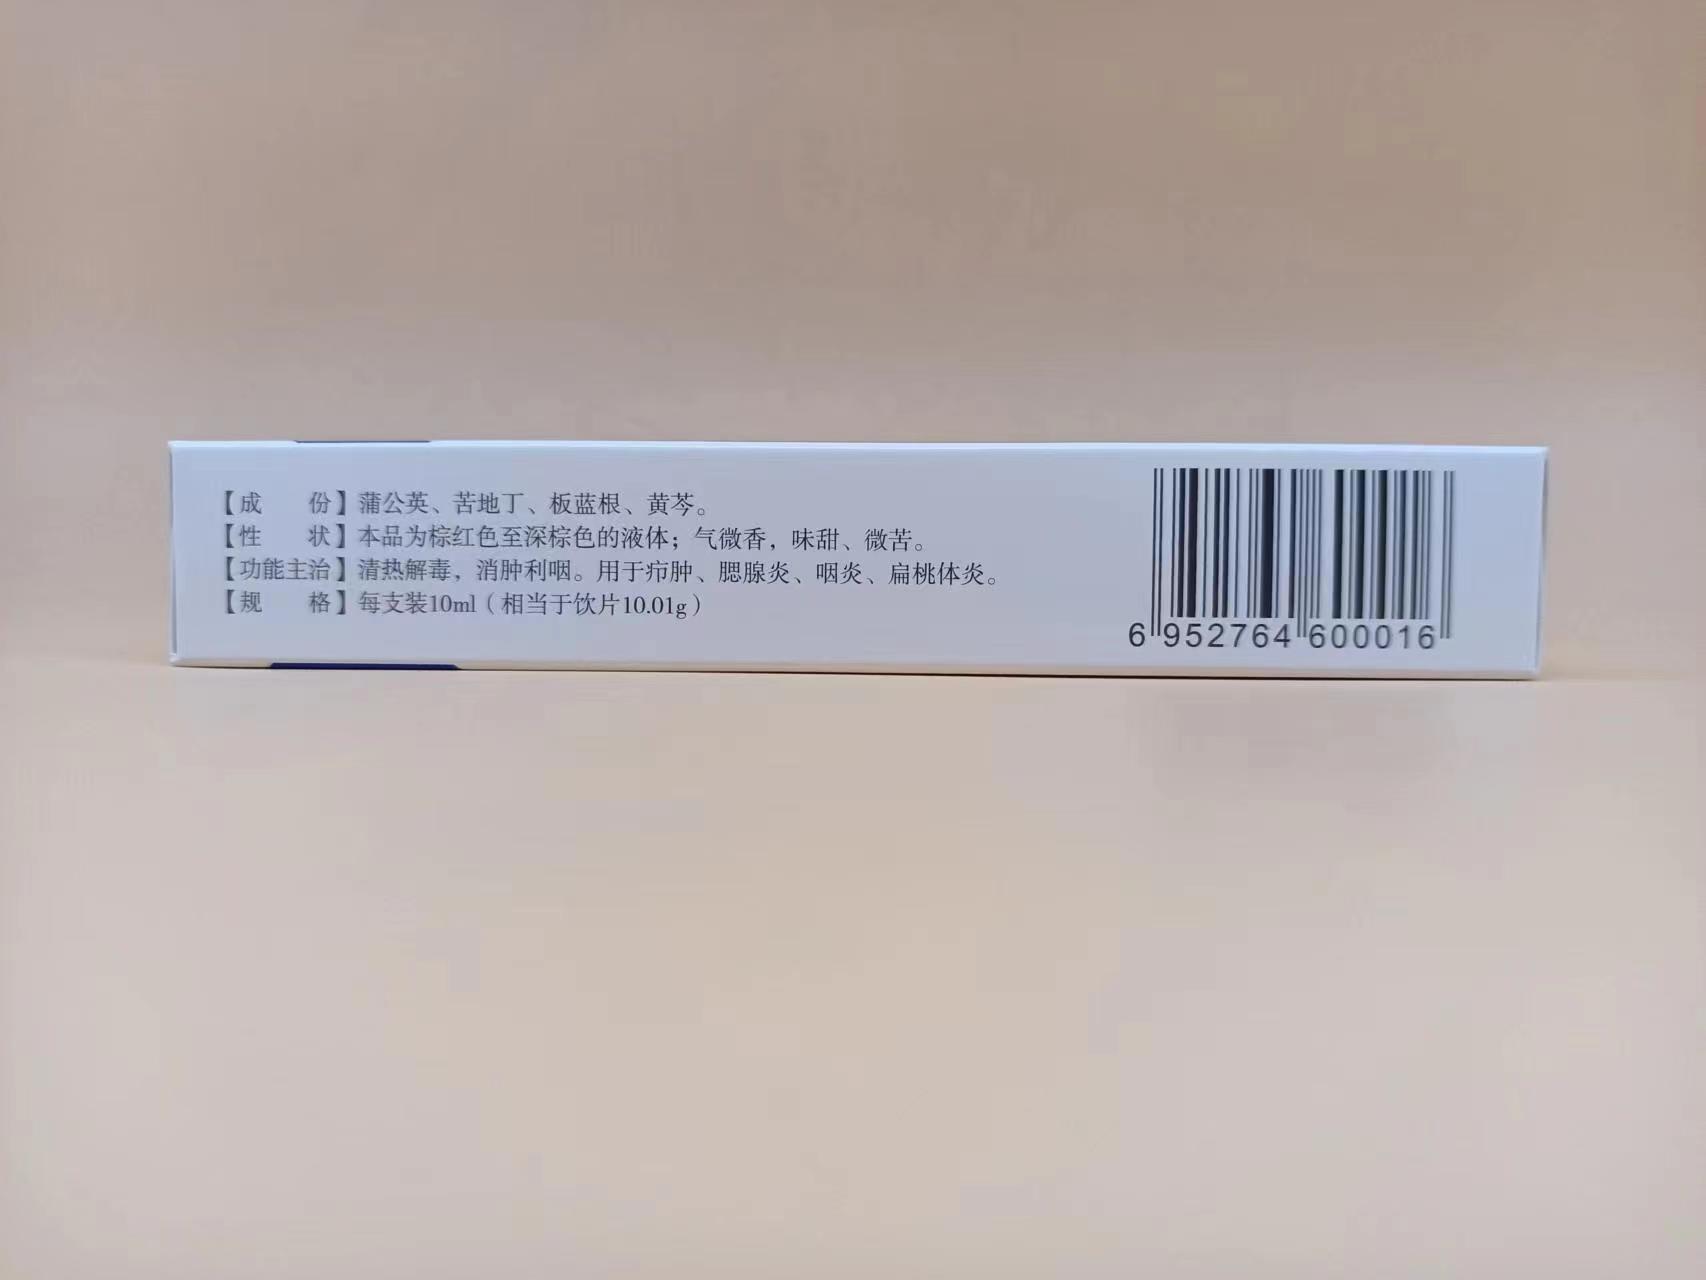 【成　　份】蒲公英、苦地丁、板蓝根、黄芩。
【性　　状】本品为棕红色至深棕色的液体；气微香，味甜、微苦。
【功能主治】清热解毒，消肿利咽。用于疖肿、腮腺炎、咽炎、扁桃体炎。
【规　　格】每支装10ml（相当于饮片10.01g）
6 952764 600016